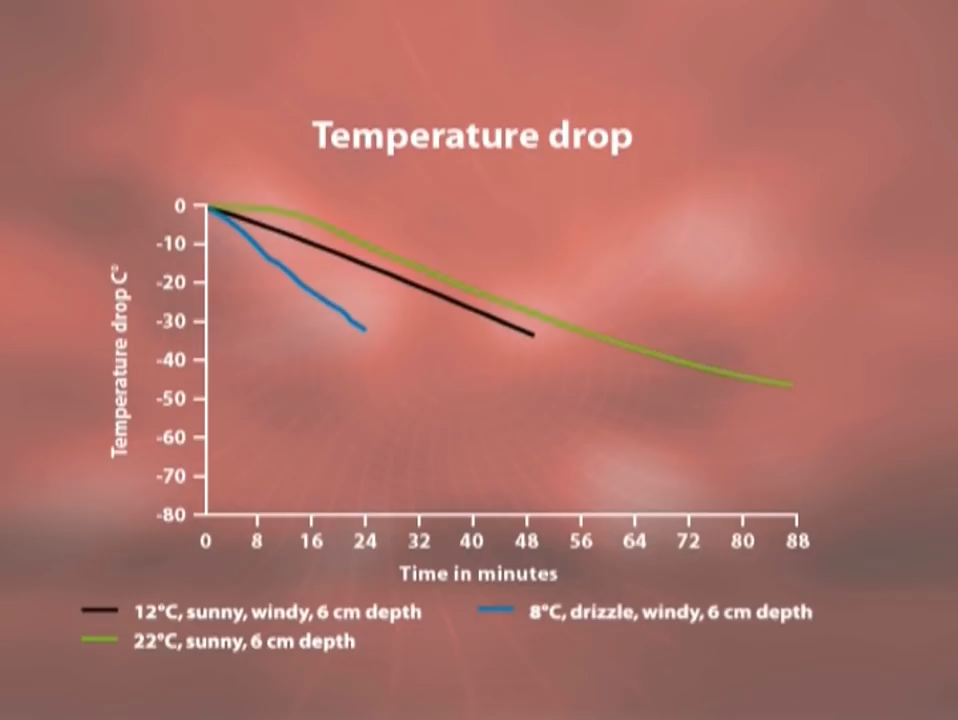 Temperature drop
Temperature drop C°
0
-10
-20
-30
-40
-50
-60
-70
-80
0 8 16 24 32 40 48 56 64 72 80 88
Time in minutes
12°C, sunny, windy, 6 cm depth
8°C, drizzle, windy, 6 cm depth
22°C, sunny, 6 cm depth